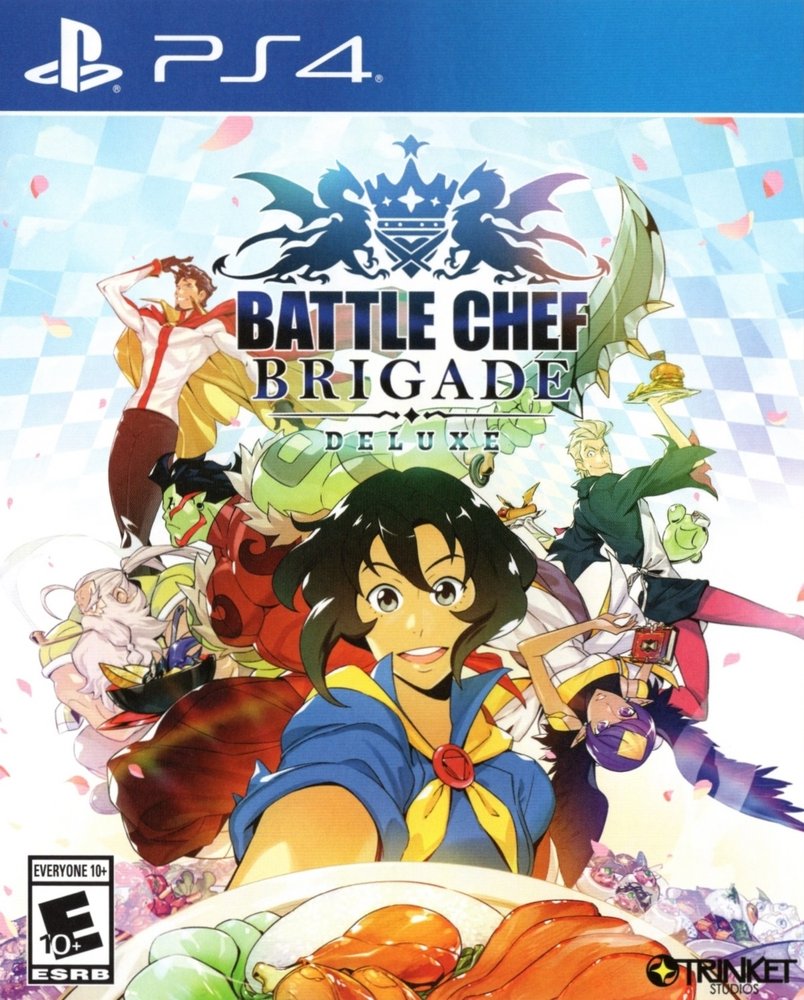 PS4
BATTLE CHEF
BRIGADE
DELUXE
EVERYONE 10+
E
10+
ESRB
TRINKET
STUDIOS